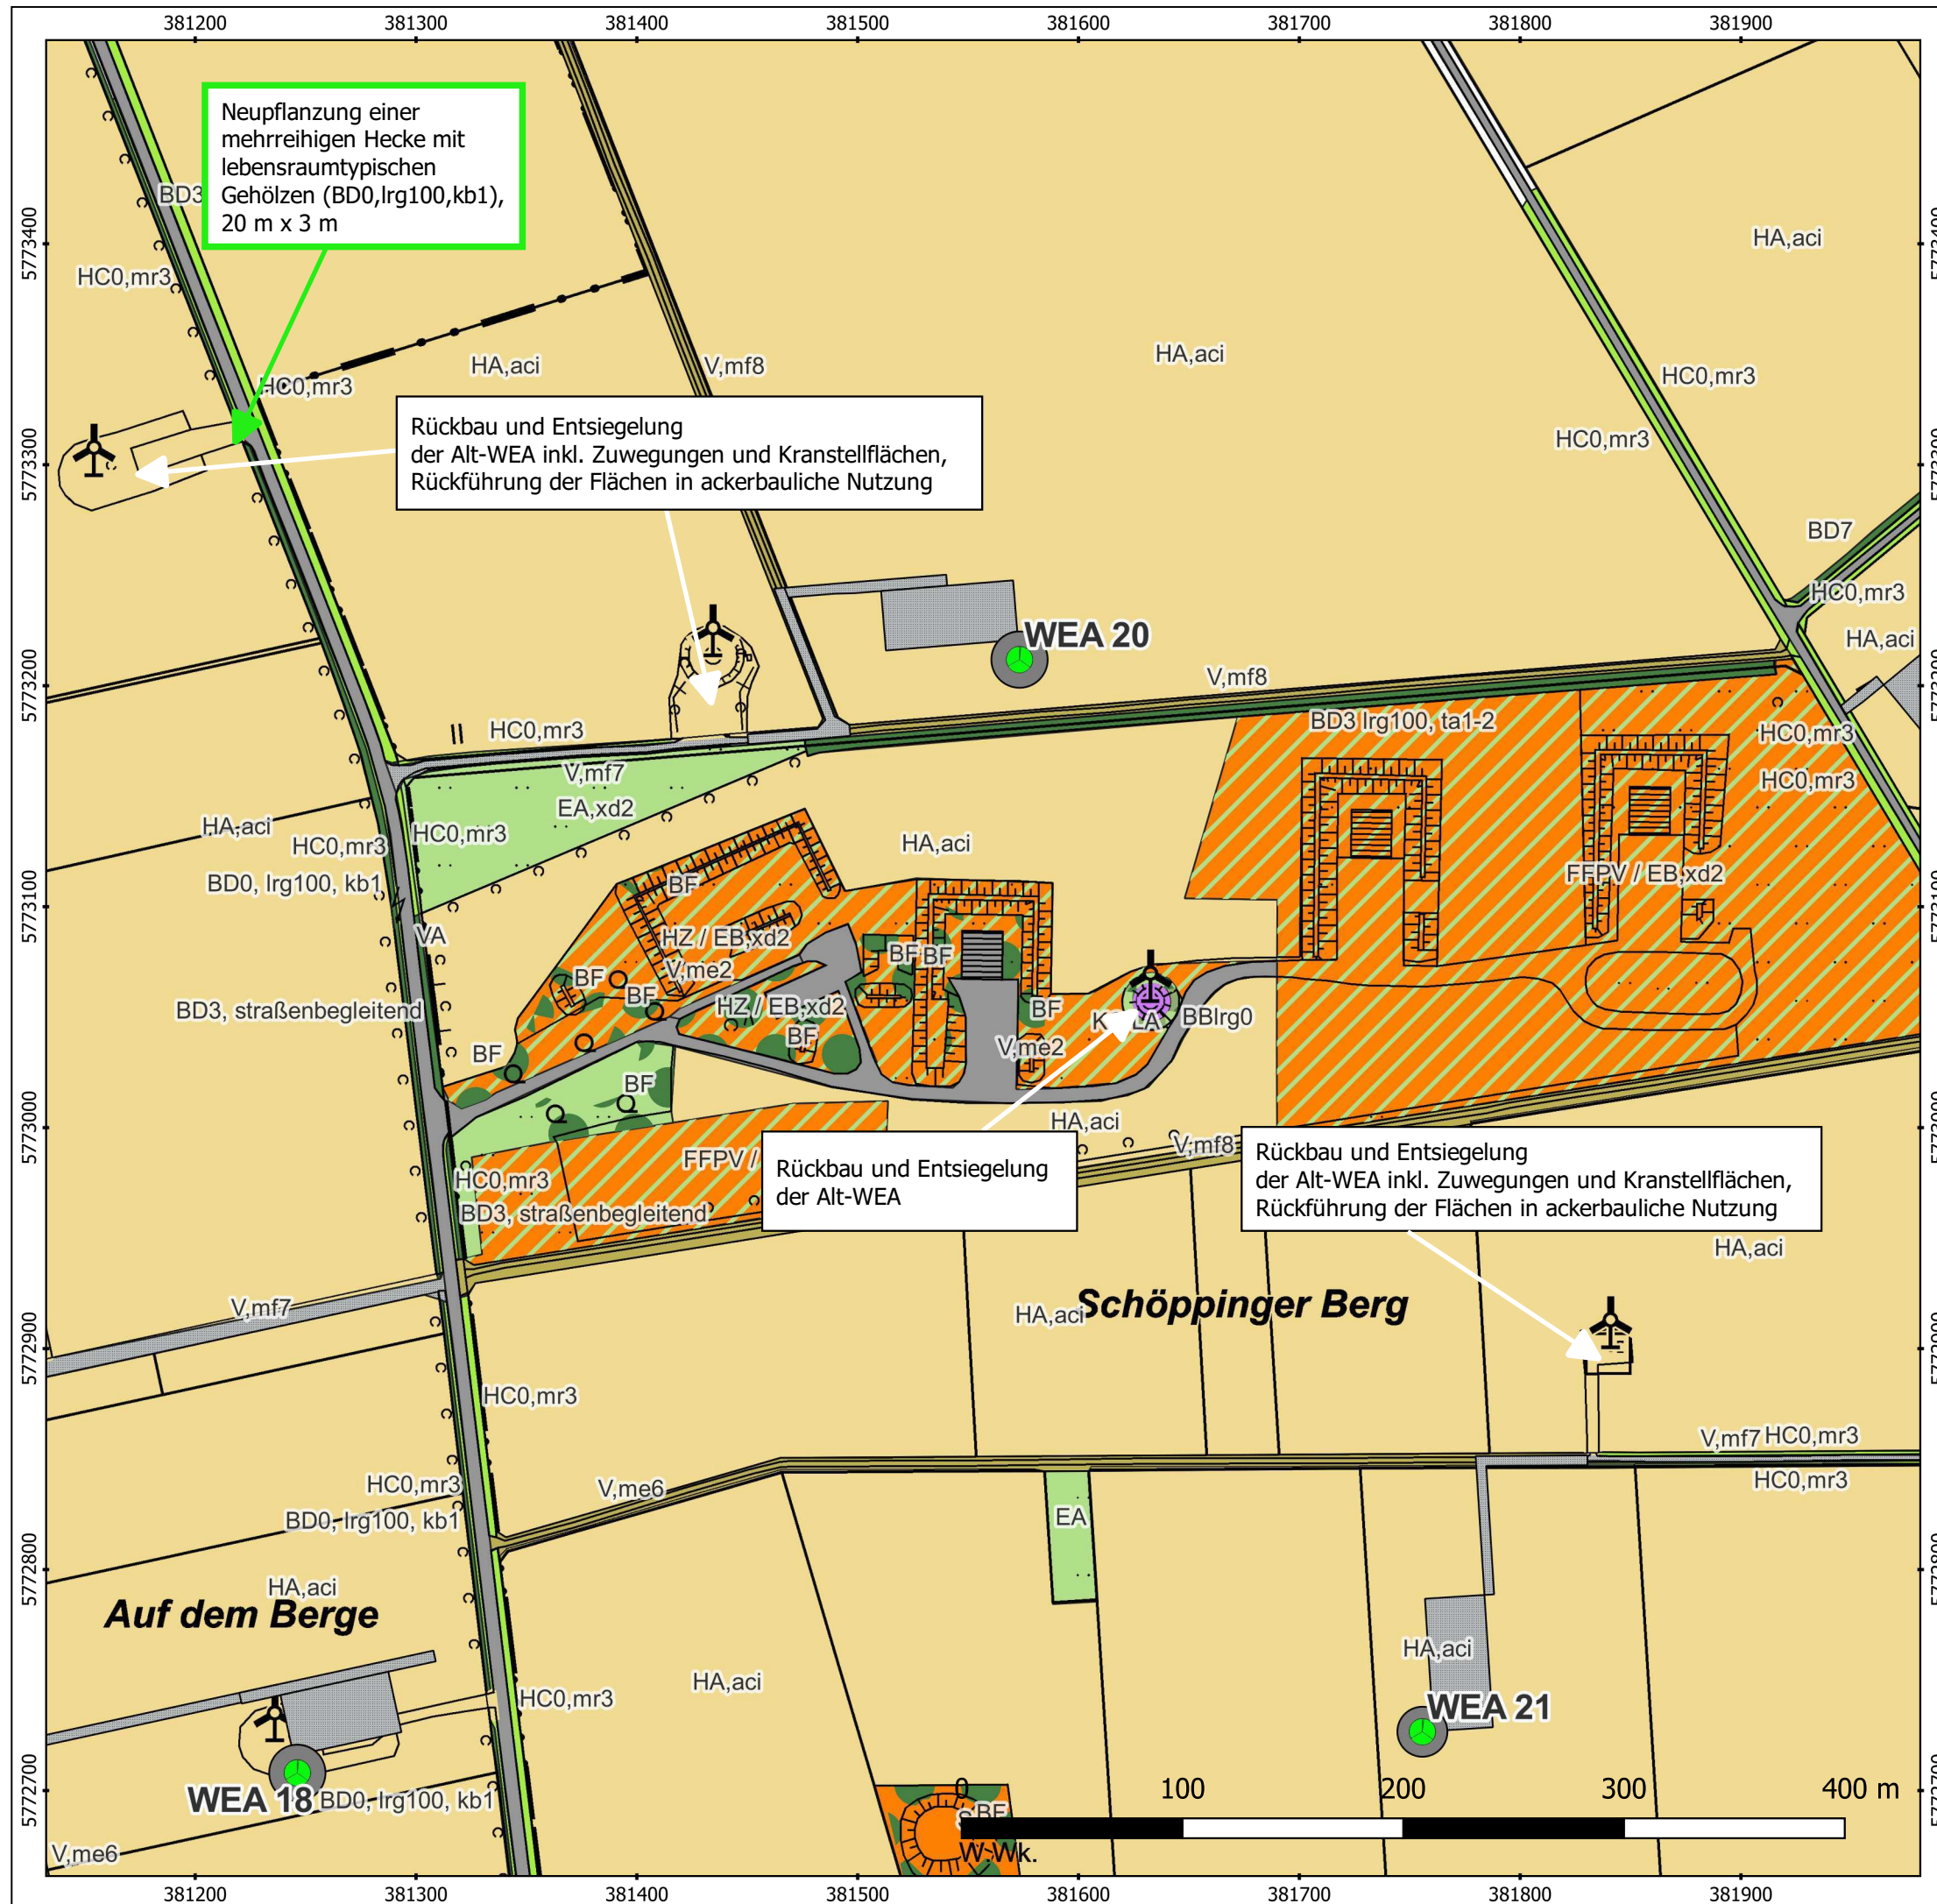 381200 381300 381400 381500 381600 381700 381800 381900
Neupflanzung einer
mehrreihigen Hecke mit
lebensraumtypischen
Gehölzen (BD0,lrg100,kb1),
20 m x 3 m
BD3
HC0,mr3
5773400
HA,aci
5773400
HC0,mr3
HA,aci
V,mf8
HA,aci
HC0,mr3
HC0,mr3
Rückbau und Entsiegelung
der Alt-WEA inkl. Zuwegungen und Kranstellflächen,
Rückführung der Flächen in ackerbauliche Nutzung
5773300
5773300
BD7
HC0,mr3
HA,aci
WEA 20
5773200
5773200
V,mf8
HC0,mr3
BD3 lrg100, ta1-2
HC0,mr3
V,mf7
HC0,mr3
EA,xd2
HA,aci
HC0,mr3
HC0,mr3
HA,aci
BD0, lrg100, kb1
BF
FFPV / EB,xd2
5773100
5773100
VA
HZ / EB,xd2
BF
BF
V,me2
BF
BF
HZ / EB,xd2
BF
BD3, straßenbegleitend
BBlrg0
BF
V,me2
BF
BF
5773000
5773000
HA,aci
V,mf8
FFPV /
HC0,mr3
BD3, straßenbegleitend
Rückbau und Entsiegelung
der Alt-WEA
Rückbau und Entsiegelung
der Alt-WEA inkl. Zuwegungen und Kranstellflächen,
Rückführung der Flächen in ackerbauliche Nutzung
HA,aci
V,mf7
HA,aci
Schöppinger Berg
5772900
5772900
HC0,mr3
V,mf7
HC0,mr3
HC0,mr3
HC0,mr3
V,me6
BD0, lrg100, kb1
EA
5772800
5772800
HA,aci
Auf dem Berge
HA,aci
HA,aci
HC0,mr3
WEA 21
5772700
5772700
WEA 18
BD0, lrg100, kb1
0 100 200 300 400 m
BF
W.-Wk.
V,me6
381200 381300 381400 381500 381600 381700 381800 381900